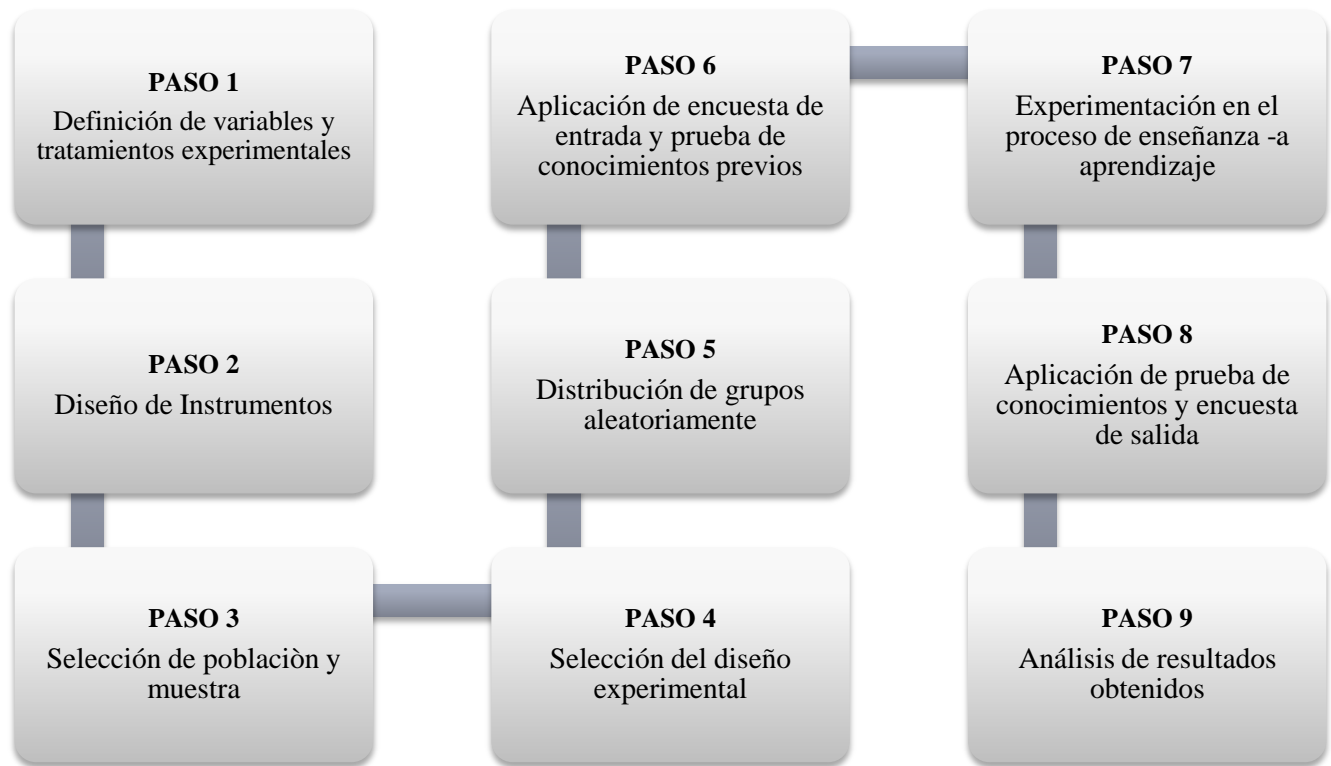 PASO 1
Definición de variables y
tratamientos experimentales
PASO 2
Diseño de Instrumentos
PASO 3
Selección de poblaciòn y
muestra
PASO 4
Selección del diseño
experimental
PASO 5
Distribución de grupos
aleatoriamente
PASO 6
Aplicación de encuesta de
entrada y prueba de
conocimientos previos
PASO 7
Experimentación en el
proceso de enseñanza -a
aprendizaje
PASO 8
Aplicación de prueba de
conocimientos y encuesta
de salida
PASO 9
Análisis de resultados
obtenidos